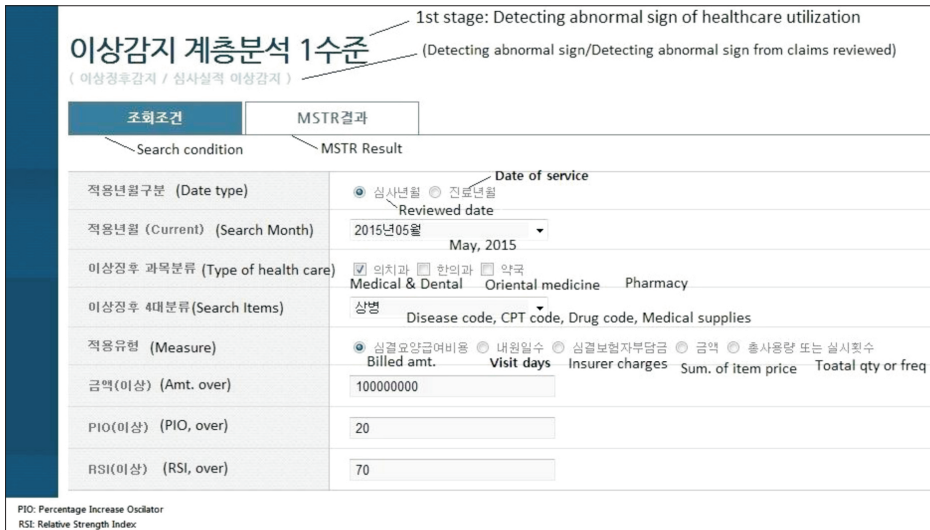 1st stage: Detecting abnormal sign of healthcare utilization
이상감지 계층분석 1수준
(Detecting abnormal sign/Detecting abnormal sign from claims reviewed)
( 이상징후감지 / 심사실적 이상감지 )
조회조건 MSTR결과
Search condition MSTR Result
적용년월구분 (Date type) 심사년월 진료년월 Date of service
Reviewed date
적용년월 (Current) (Search Month) 2015년05월
May, 2015
이상징후 과목분류 (Type of health care) 의치과 한의과 약국
Medical & Dental Oriental medicine Pharmacy
이상징후 4대분류(Search Items) 상병
Disease code, CPT code, Drug code, Medical supplies
적용유형 (Measure) 심결요양급여비용 내원일수 심결보험자부담금 금액 총사용량 또는 실시횟수
Billed amt. Visit days Insurer charges Sum. of item price Toatal qty or freq
금액(이상) (Amt. over) 100000000
PIO(이상) (PIO, over) 20
RSI(이상) (RSI, over) 70
PIO: Percentage Increase Oscilator
RSI: Relative Strength Index